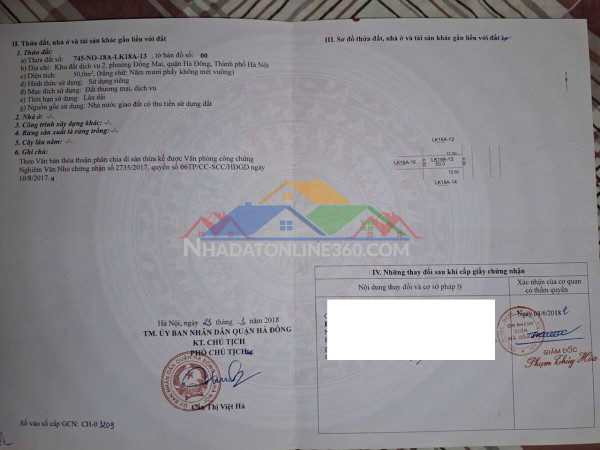 II. Thửa đất, nhà ở và tài sản khác gắn liền với đất
1. Thửa đất:
a) Thửa đất số: 745-NO-18A-LK18A-13, tờ bản đồ số: 00
b) Địa chỉ: Khu đất dịch vụ 2, phường Đồng Mai, quận Hà Đông, Thành phố Hà Nội
c) Diện tích: 50,0m², (bằng chữ: Năm mươi phẩy không mét vuông)
d) Hình thức sử dụng: Sử dụng riêng
đ) Mục đích sử dụng: Đất thương mại, dịch vụ
e) Thời hạn sử dụng: Lâu dài
g) Nguồn gốc sử dụng: Nhà nước giao đất có thu tiền sử dụng đất
2. Nhà ở: -/-
3. Công trình xây dựng khác: -/-
4. Rừng sản xuất là rừng trồng: -/-
5. Cây lâu năm: -/-
6. Ghi chú:
Theo Văn bản thỏa thuận phân chia di sản thừa kế được Văn phòng công chứng
Nghiêm Văn Nho chứng nhận số 2735/2017, quyển số 06TP/CC-SCC/HĐGD ngày
10/8/2017.
Hà Nội, ngày 23 tháng 3 năm 2018
TM. ỦY BAN NHÂN DÂN QUẬN HÀ ĐÔNG
KT. CHỦ TỊCH
PHÓ CHỦ TỊCH
Cấn Thị Việt Hà
Số vào sổ cấp GCN: CH-03209
III. Sơ đồ thửa đất, nhà ở và tài sản khác gắn liền với đất
LK18A-12
LK18A-16
LK18A-13
50.0
LK18A-14
NHADATONLINE360.COM
IV. Những thay đổi sau khi cấp giấy chứng nhận
Nội dung thay đổi và cơ sở pháp lý
Xác nhận của cơ quan
có thẩm quyền
GIÁM ĐỐC
Phạm Thúy Hòa